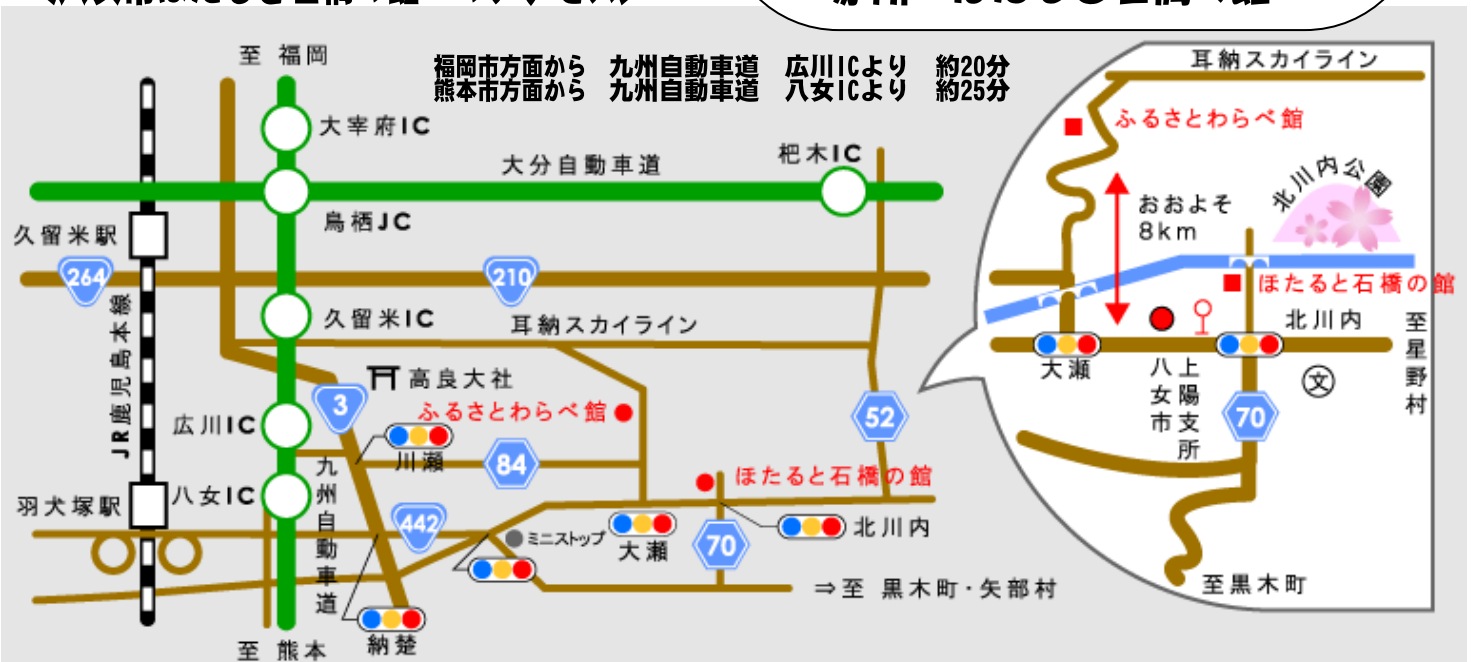 至 福岡
福岡市方面から 九州自動車道 広川ICより 約20分
熊本市方面から 九州自動車道 八女ICより 約25分
大宰府IC
大分自動車道
杷木IC
鳥栖JC
久留米駅
264
210
JR鹿児島本線
久留米IC
耳納スカイライン
高良大社
3
ふるさとわらべ館
52
広川IC
川瀬
84
ほたると石橋の館
羽犬塚駅
八女IC
九州自動車道
442
ミニストップ
大瀬
70
北川内
⇒至 黒木町・矢部村
納楚
至 熊本
耳納スカイライン
ふるさとわらべ館
北川内公園
おおよそ
8km
ほたると石橋の館
北川内
至星野村
大瀬
八女市
上陽支所
文
70
至黒木町